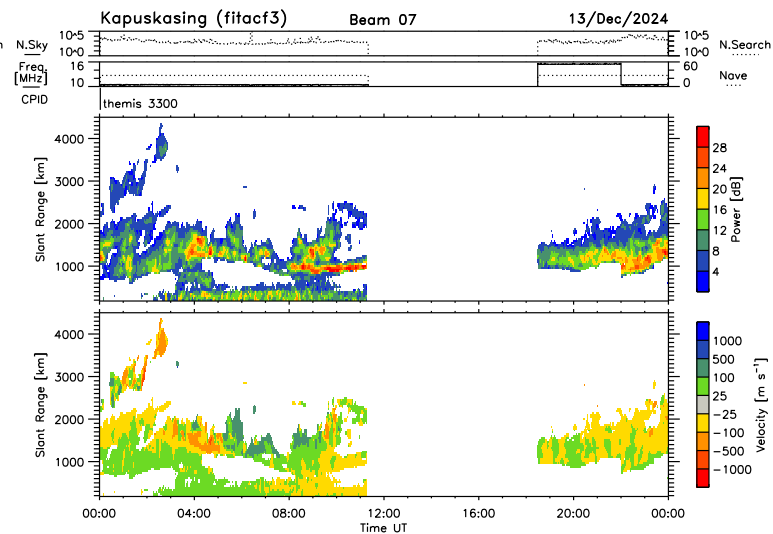 Kapuskasing (fitacf3) Beam 07 13/Dec/2024
n N.Sky 10^5 10^0 10^5 10^0 N.Search
Freq. [MHz] 16 10 60 0 Nave
CPID themis 3300
4000 3000 2000 1000
Slant Range [km]
28 24 20 16 12 8 4
Power [dB]
4000 3000 2000 1000
Slant Range [km]
1000 500 100 25 −25 −100 −500 −1000
Velocity [m s⁻¹]
00:00 04:00 08:00 12:00 16:00 20:00 00:00
Time UT